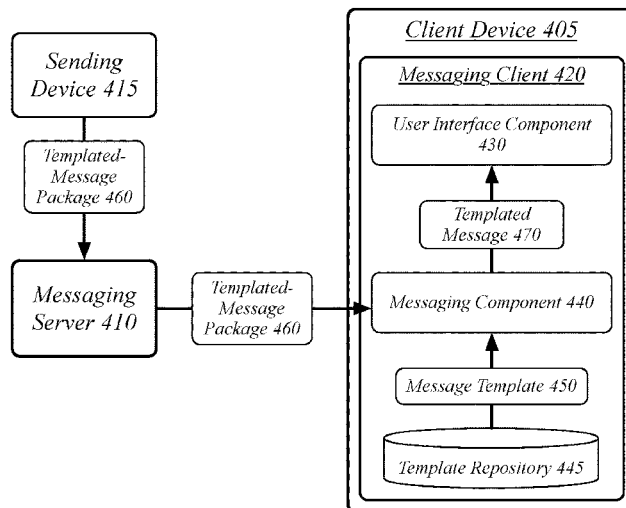 Sending
Device 415
Templated-
Message
Package 460
Messaging
Server 410
Templated-
Message
Package 460
Client Device 405
Messaging Client 420
User Interface Component
430
Templated
Message 470
Messaging Component 440
Message Template 450
Template Repository 445